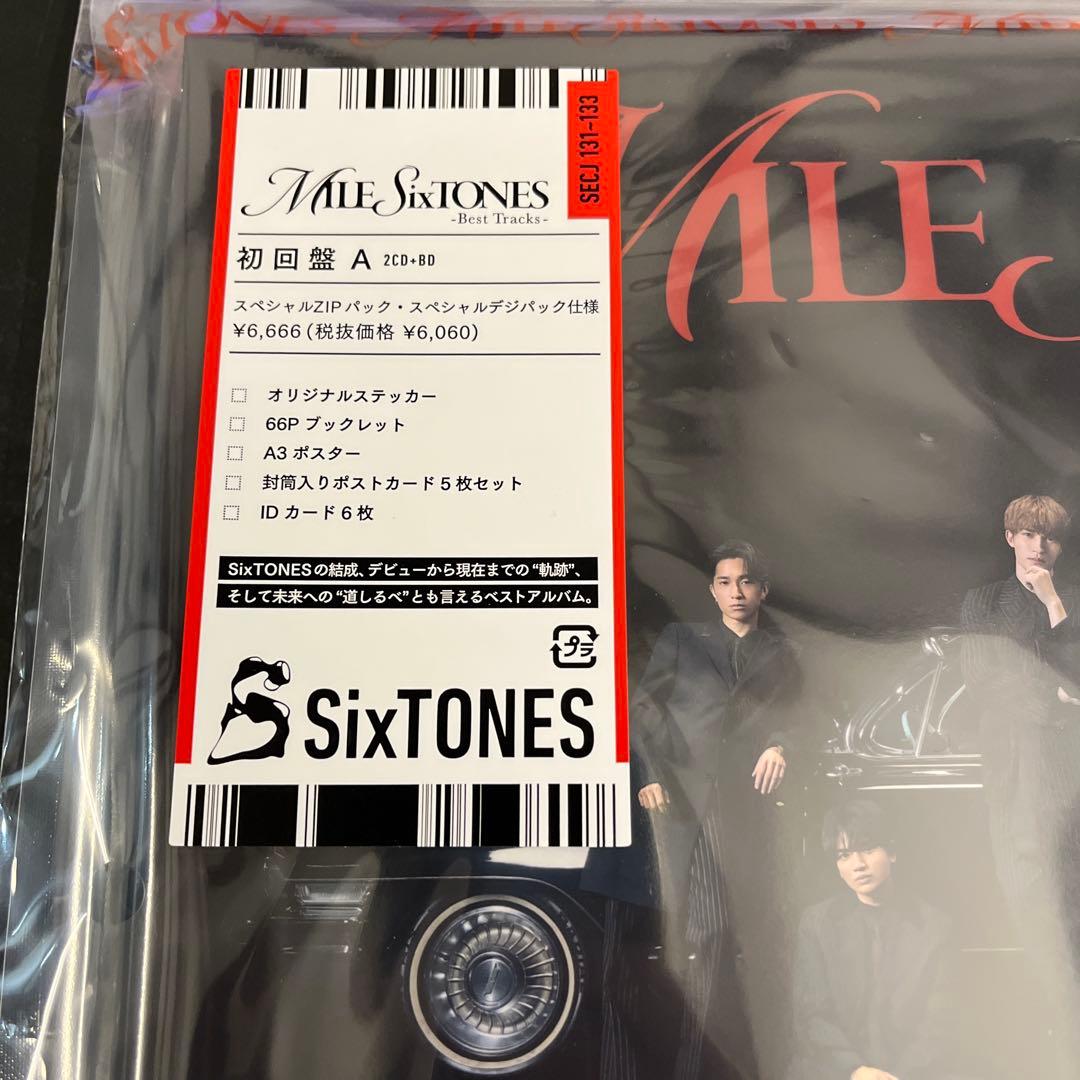 SixTONES
MILE SixTONES
-Best Tracks-
SECJ 131-133
初回盤 A 2CD+BD
スペシャルZIPパック・スペシャルデジパック仕様
¥6,666(税抜価格 ¥6,060)
オリジナルステッカー
66P ブックレット
A3 ポスター
封筒入りポストカード5枚セット
ID カード6枚
SixTONESの結成、デビューから現在までの“軌跡”、
そして未来への“道しるべ”とも言えるベストアルバム。
プラ
SixTONES
MILE S